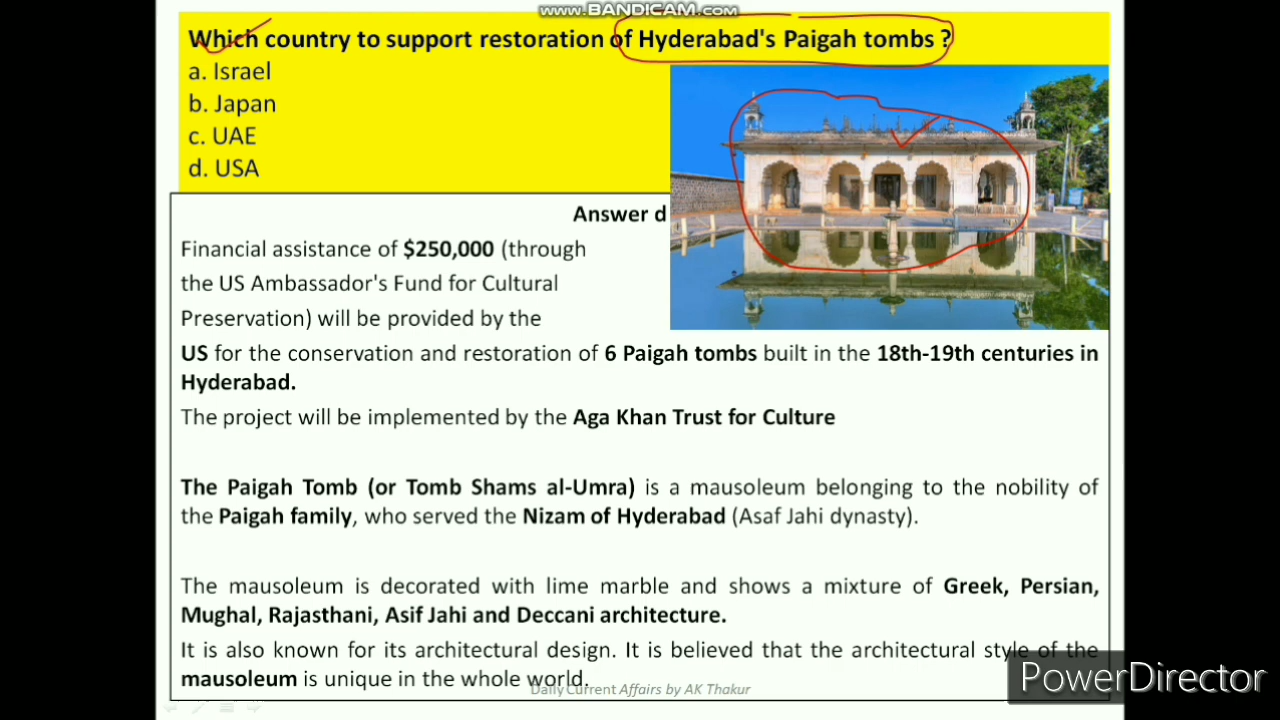 www.BANDICAM.com
Which country to support restoration of Hyderabad's Paigah tombs ?
a. Israel
b. Japan
c. UAE
d. USA
Answer d
Financial assistance of $250,000 (through
the US Ambassador's Fund for Cultural
Preservation) will be provided by the
US for the conservation and restoration of 6 Paigah tombs built in the 18th-19th centuries in
Hyderabad.
The project will be implemented by the Aga Khan Trust for Culture
The Paigah Tomb (or Tomb Shams al-Umra) is a mausoleum belonging to the nobility of
the Paigah family, who served the Nizam of Hyderabad (Asaf Jahi dynasty).
The mausoleum is decorated with lime marble and shows a mixture of Greek, Persian,
Mughal, Rajasthani, Asif Jahi and Deccani architecture.
It is also known for its architectural design. It is believed that the architectural style of the
mausoleum is unique in the whole world.
Daily Current Affairs by AK Thakur
PowerDirector